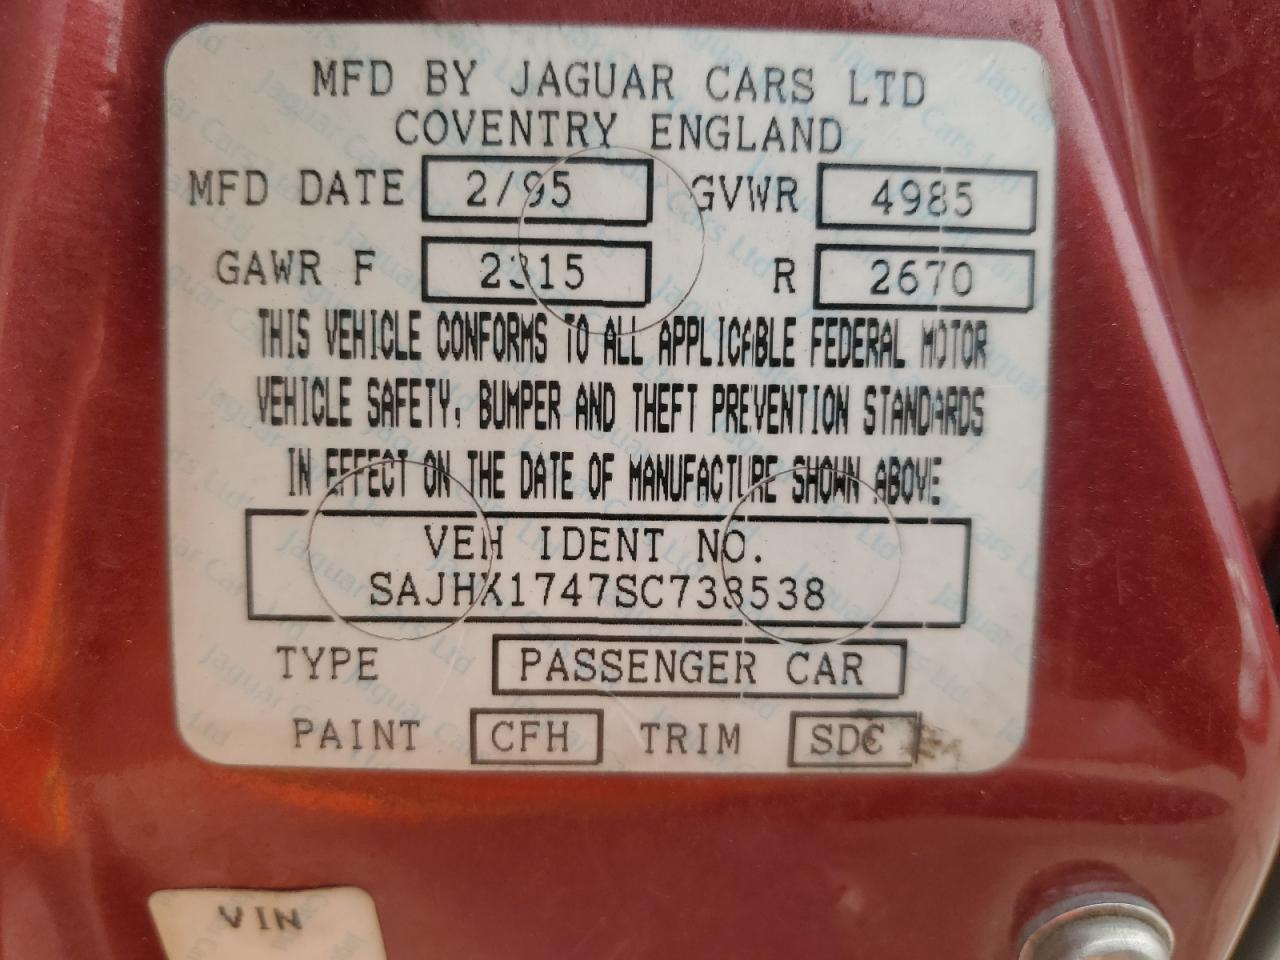 MFD BY JAGUAR CARS LTD
COVENTRY ENGLAND
MFD DATE 2/95 GVWR 4985
GAWR F 2315 R 2670
THIS VEHICLE CONFORMS TO ALL APPLICABLE FEDERAL MOTOR
VEHICLE SAFETY, BUMPER AND THEFT PREVENTION STANDARDS
IN EFFECT ON THE DATE OF MANUFACTURE SHOWN ABOVE
VEH IDENT NO.
SAJHX1747SC738538
TYPE PASSENGER CAR
PAINT CFH TRIM SDC
VIN